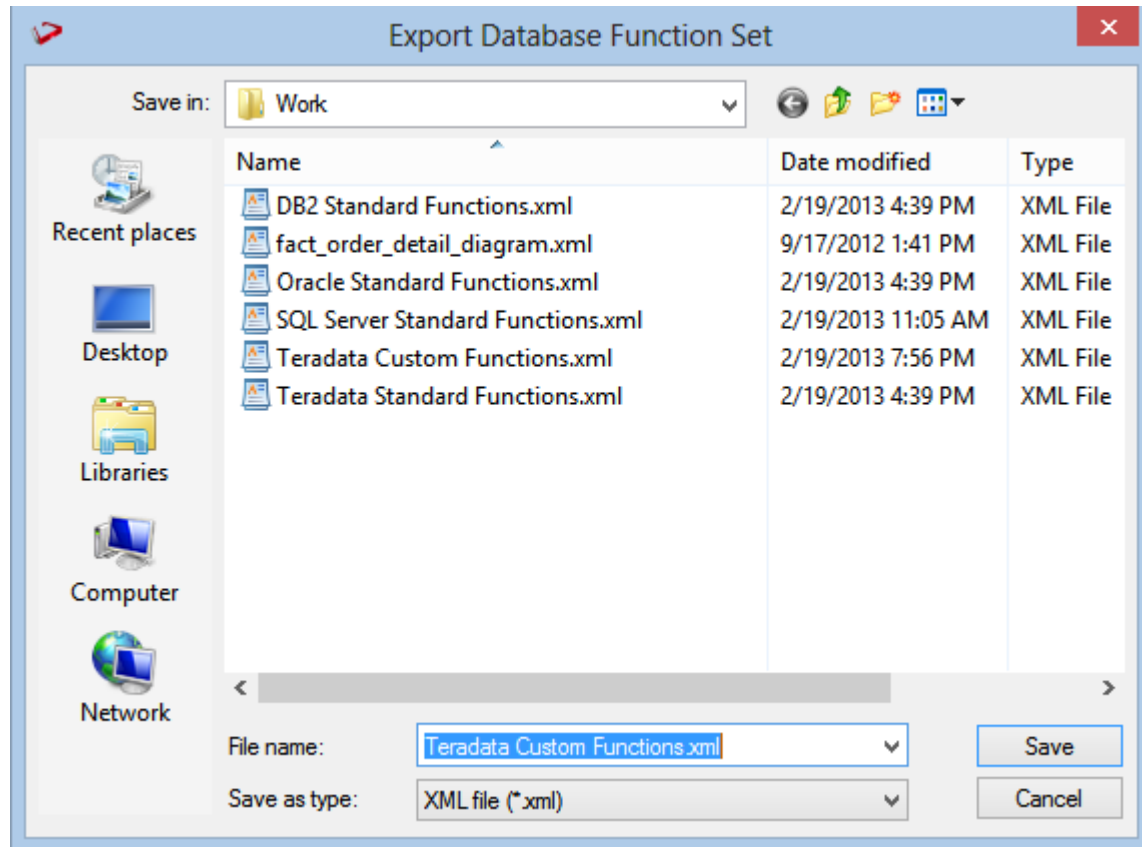 Export Database Function Set
Save in: Work
Name Date modified Type
DB2 Standard Functions.xml 2/19/2013 4:39 PM XML File
fact_order_detail_diagram.xml 9/17/2012 1:41 PM XML File
Oracle Standard Functions.xml 2/19/2013 4:39 PM XML File
SQL Server Standard Functions.xml 2/19/2013 11:05 AM XML File
Teradata Custom Functions.xml 2/19/2013 7:56 PM XML File
Teradata Standard Functions.xml 2/19/2013 4:39 PM XML File
Recent places
Desktop
Libraries
Computer
Network
File name: Teradata Custom Functions.xml Save
Save as type: XML file (*.xml) Cancel